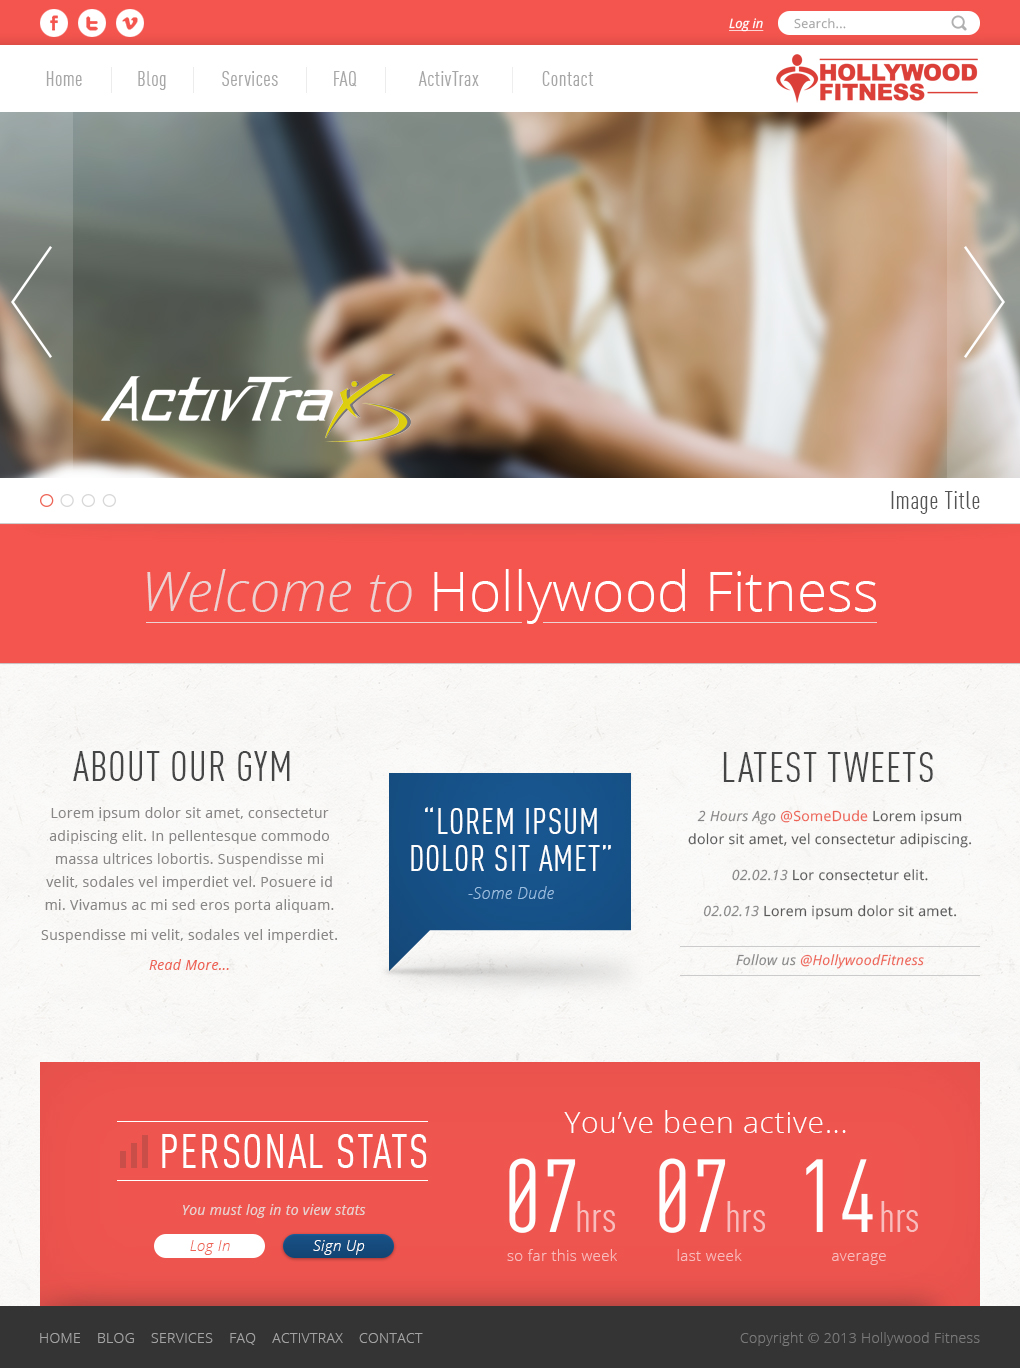 Log in
Search...
Home
Blog
Services
FAQ
ActivTrax
Contact
HOLLYWOOD
FITNESS
ActivTrax
Image Title
Welcome to Hollywood Fitness
ABOUT OUR GYM
Lorem ipsum dolor sit amet, consectetur
adipiscing elit. In pellentesque commodo
massa ultrices lobortis. Suspendisse mi
velit, sodales vel imperdiet vel. Posuere id
mi. Vivamus ac mi sed eros porta aliquam.
Suspendisse mi velit, sodales vel imperdiet.
Read More...
“LOREM IPSUM
DOLOR SIT AMET”
-Some Dude
LATEST TWEETS
2 Hours Ago @SomeDude Lorem ipsum
dolor sit amet, vel consectetur adipiscing.
02.02.13 Lor consectetur elit.
02.02.13 Lorem ipsum dolor sit amet.
Follow us @HollywoodFitness
PERSONAL STATS
You must log in to view stats
Log In
Sign Up
You’ve been active...
07hrs
so far this week
07hrs
last week
14hrs
average
HOME
BLOG
SERVICES
FAQ
ACTIVTRAX
CONTACT
Copyright © 2013 Hollywood Fitness